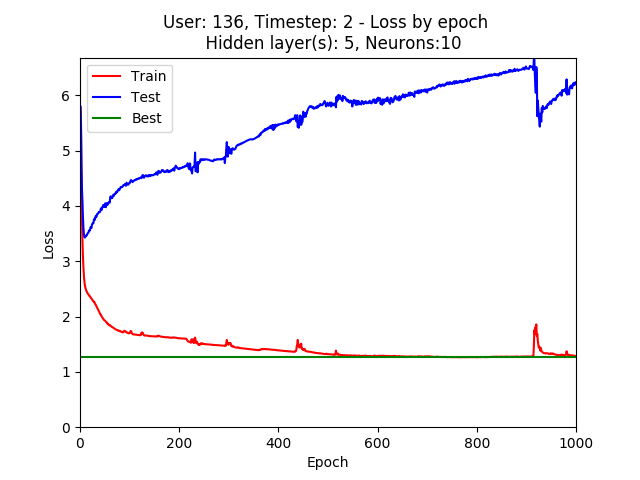 User: 136, Timestep: 2 - Loss by epoch
Hidden layer(s): 5, Neurons:10
Train
Test
Best
Loss
6
5
4
3
2
1
0
0 200 400 600 800 1000
Epoch